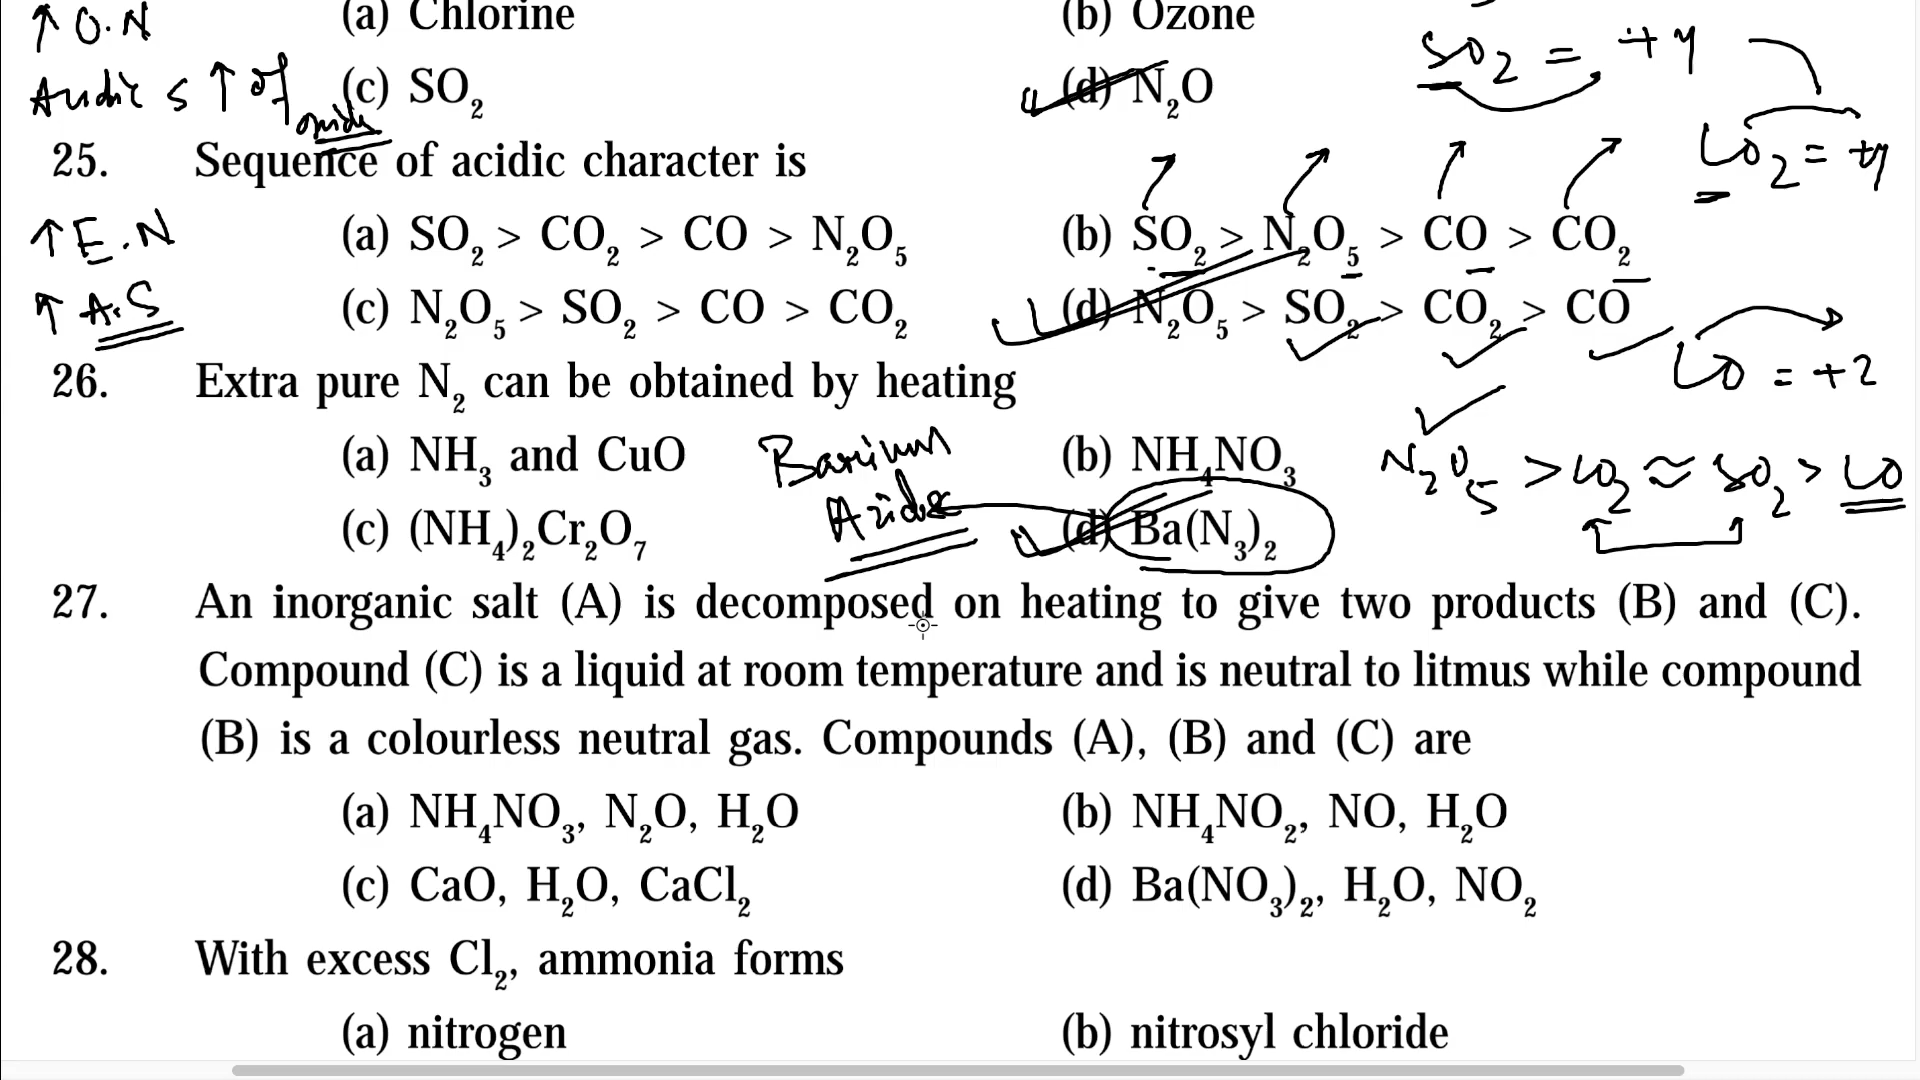 ↑ O.N (a) Chlorine (b) Ozone
SO₂ = +4
Acidic s ↑ of oxide (c) SO₂ (d) N₂O
25. Sequence of acidic character is
CO₂ = +4
↑ E.N (a) SO₂ > CO₂ > CO > N₂O₅ (b) SO₂ > N₂O₅ > CO > CO₂
↑ A.S (c) N₂O₅ > SO₂ > CO > CO₂ (d) N₂O₅ > SO₂ > CO₂ > CO
26. Extra pure N₂ can be obtained by heating
CO = +2
(a) NH₃ and CuO Barium (b) NH₄NO₃
N₂O₅ > CO₂ ≈ SO₂ > CO
(c) (NH₄)₂Cr₂O₇ Azide (d) Ba(N₃)₂
27. An inorganic salt (A) is decomposed on heating to give two products (B) and (C).
Compound (C) is a liquid at room temperature and is neutral to litmus while compound
(B) is a colourless neutral gas. Compounds (A), (B) and (C) are
(a) NH₄NO₃, N₂O, H₂O (b) NH₄NO₂, NO, H₂O
(c) CaO, H₂O, CaCl₂ (d) Ba(NO₃)₂, H₂O, NO₂
28. With excess Cl₂, ammonia forms
(a) nitrogen (b) nitrosyl chloride